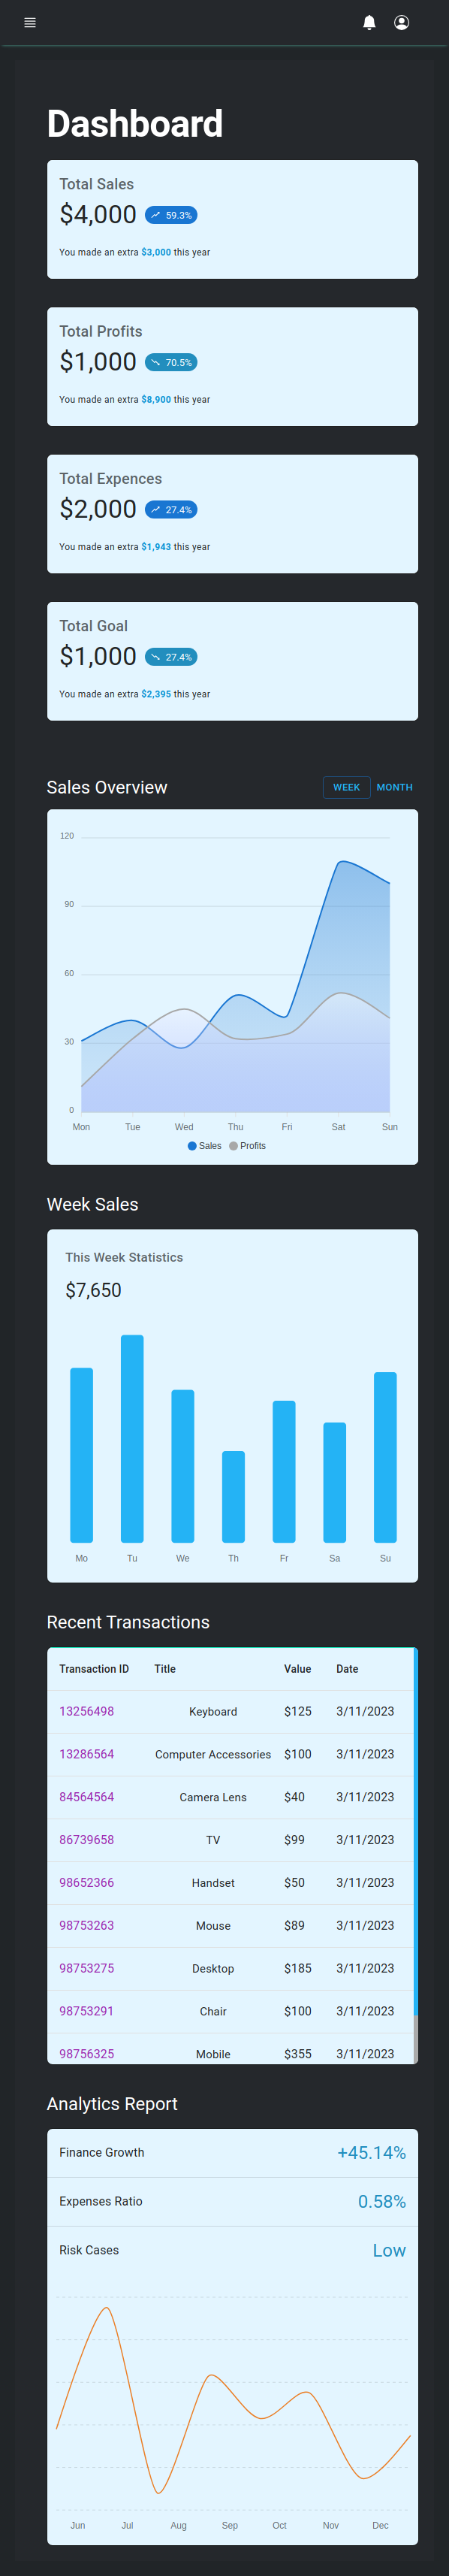 Dashboard
Total Sales
$4,000 59.3%
You made an extra $3,000 this year
Total Profits
$1,000 70.5%
You made an extra $8,900 this year
Total Expences
$2,000 27.4%
You made an extra $1,943 this year
Total Goal
$1,000 27.4%
You made an extra $2,395 this year
Sales Overview WEEK MONTH
120
90
60
30
0
Mon Tue Wed Thu Fri Sat Sun
Sales Profits
Week Sales
This Week Statistics
$7,650
Mo Tu We Th Fr Sa Su
Recent Transactions
Transaction ID Title Value Date
13256498 Keyboard $125 3/11/2023
13286564 Computer Accessories $100 3/11/2023
84564564 Camera Lens $40 3/11/2023
86739658 TV $99 3/11/2023
98652366 Handset $50 3/11/2023
98753263 Mouse $89 3/11/2023
98753275 Desktop $185 3/11/2023
98753291 Chair $100 3/11/2023
98756325 Mobile $355 3/11/2023
Analytics Report
Finance Growth +45.14%
Expenses Ratio 0.58%
Risk Cases Low
Jun Jul Aug Sep Oct Nov Dec